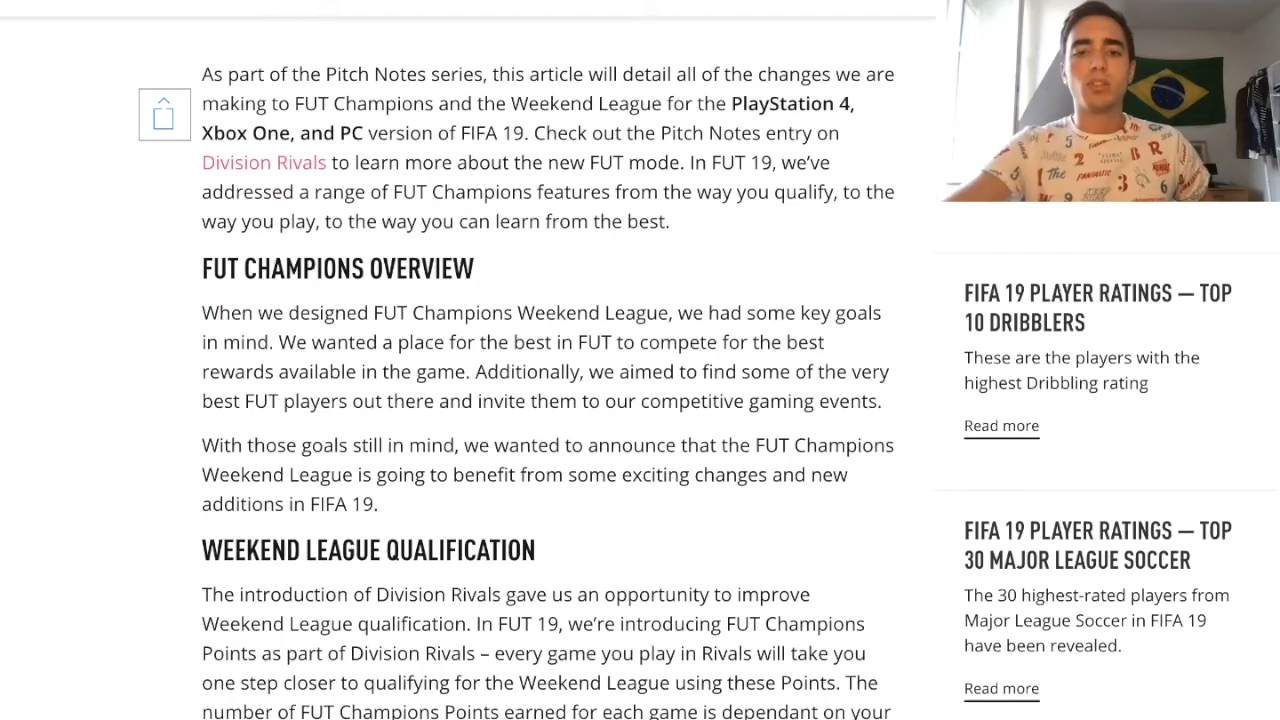 As part of the Pitch Notes series, this article will detail all of the changes we are
making to FUT Champions and the Weekend League for the PlayStation 4,
Xbox One, and PC version of FIFA 19. Check out the Pitch Notes entry on
Division Rivals to learn more about the new FUT mode. In FUT 19, we've
addressed a range of FUT Champions features from the way you qualify, to the
way you play, to the way you can learn from the best.
FUT CHAMPIONS OVERVIEW
When we designed FUT Champions Weekend League, we had some key goals
in mind. We wanted a place for the best in FUT to compete for the best
rewards available in the game. Additionally, we aimed to find some of the very
best FUT players out there and invite them to our competitive gaming events.
With those goals still in mind, we wanted to announce that the FUT Champions
Weekend League is going to benefit from some exciting changes and new
additions in FIFA 19.
WEEKEND LEAGUE QUALIFICATION
The introduction of Division Rivals gave us an opportunity to improve
Weekend League qualification. In FUT 19, we're introducing FUT Champions
Points as part of Division Rivals – every game you play in Rivals will take you
one step closer to qualifying for the Weekend League using these Points. The
number of FUT Champions Points earned for each game is dependant on your
FIFA 19 PLAYER RATINGS — TOP
10 DRIBBLERS
These are the players with the
highest Dribbling rating
Read more
FIFA 19 PLAYER RATINGS — TOP
30 MAJOR LEAGUE SOCCER
The 30 highest-rated players from
Major League Soccer in FIFA 19
have been revealed.
Read more